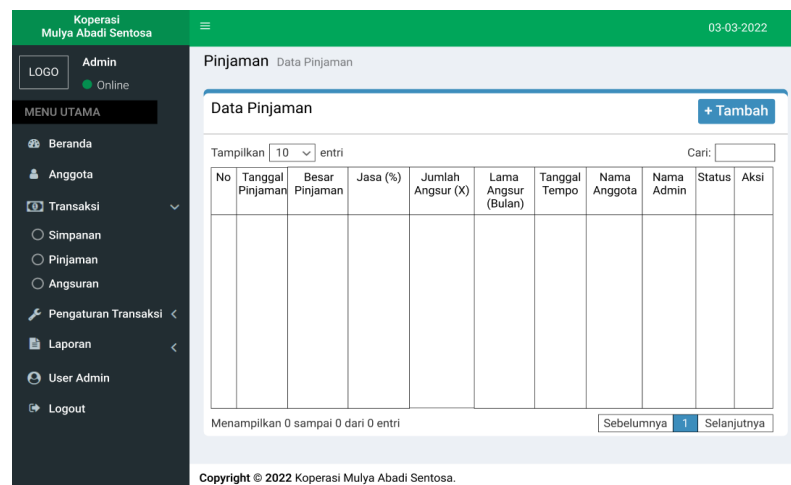 Koperasi
Mulya Abadi Sentosa
03-03-2022
LOGO
Admin
Online
MENU UTAMA
Beranda
Anggota
Transaksi
Simpanan
Pinjaman
Angsuran
Pengaturan Transaksi
Laporan
User Admin
Logout
Pinjaman Data Pinjaman
Data Pinjaman
+ Tambah
Tampilkan 10 entri
Cari:
No
Tanggal
Pinjaman
Besar
Pinjaman
Jasa (%)
Jumlah
Angsur (X)
Lama
Angsur
(Bulan)
Tanggal
Tempo
Nama
Anggota
Nama
Admin
Status
Aksi
Menampilkan 0 sampai 0 dari 0 entri
Sebelumnya 1 Selanjutnya
Copyright © 2022 Koperasi Mulya Abadi Sentosa.